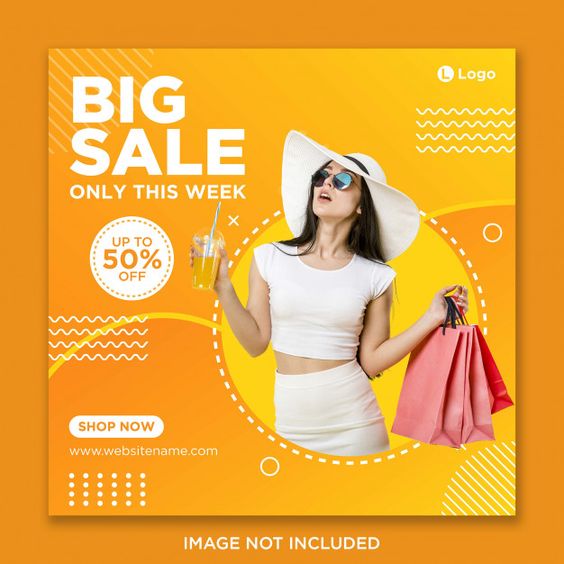 BIG
SALE
ONLY THIS WEEK
L Logo
UP TO
50%
OFF
SHOP NOW
www.websitename.com
IMAGE NOT INCLUDED